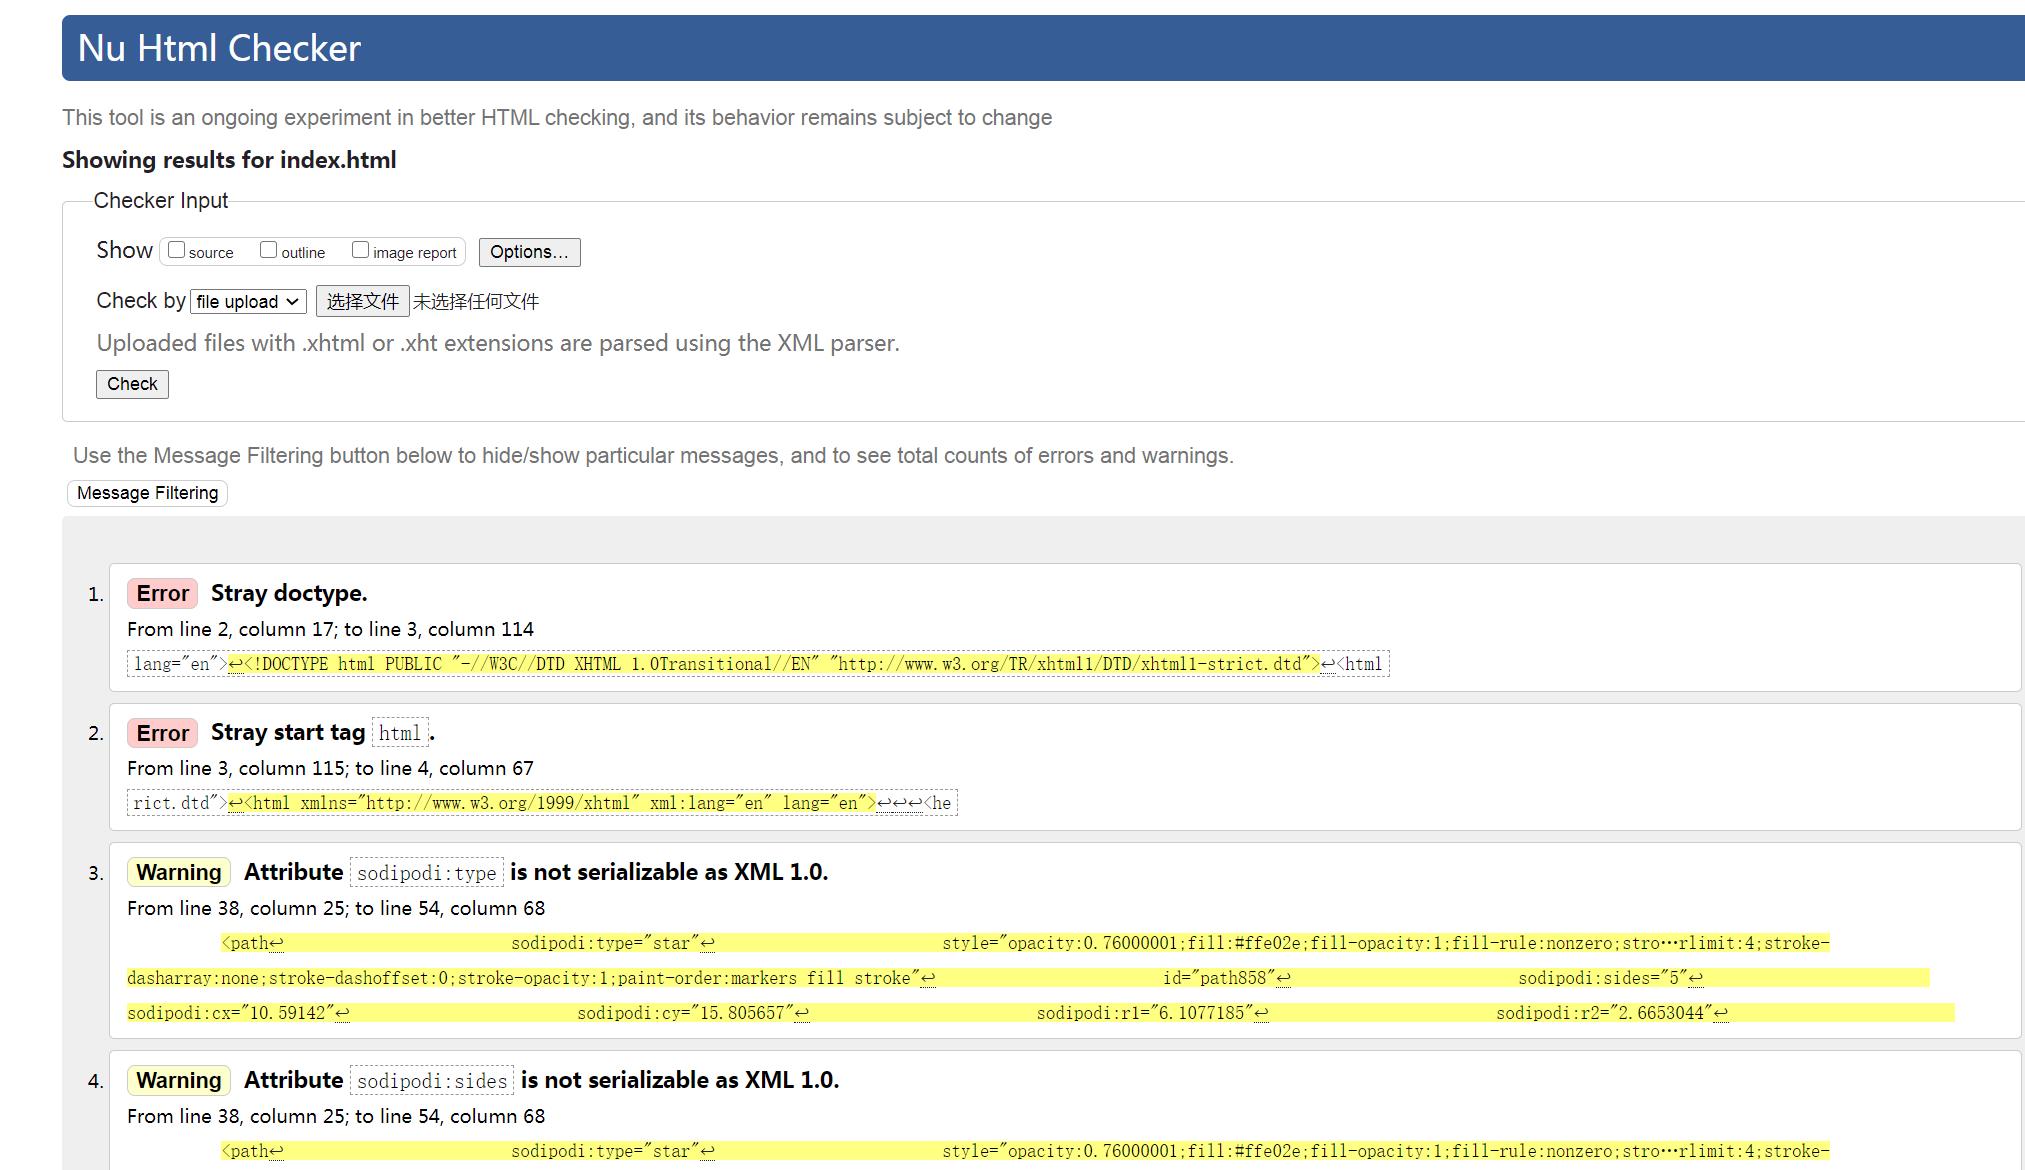 Nu Html Checker
This tool is an ongoing experiment in better HTML checking, and its behavior remains subject to change
Showing results for index.html
Checker Input
Show source outline image report Options...
Check by file upload 选择文件 未选择任何文件
Uploaded files with .xhtml or .xht extensions are parsed using the XML parser.
Check
Use the Message Filtering button below to hide/show particular messages, and to see total counts of errors and warnings.
Message Filtering
1. Error Stray doctype.
From line 2, column 17; to line 3, column 114
lang="en">↩<!DOCTYPE html PUBLIC "-//W3C//DTD XHTML 1.0Transitional//EN" "http://www.w3.org/TR/xhtml1/DTD/xhtml1-strict.dtd">↩<html
2. Error Stray start tag html.
From line 3, column 115; to line 4, column 67
rict.dtd">↩<html xmlns="http://www.w3.org/1999/xhtml" xml:lang="en" lang="en">↩↩↩<he
3. Warning Attribute sodipodi:type is not serializable as XML 1.0.
From line 38, column 25; to line 54, column 68
<path↩ sodipodi:type="star"↩ style="opacity:0.76000001;fill:#ffe02e;fill-opacity:1;fill-rule:nonzero;stro…rlimit:4;stroke-
dasharray:none;stroke-dashoffset:0;stroke-opacity:1;paint-order:markers fill stroke"↩ id="path858"↩ sodipodi:sides="5"↩
sodipodi:cx="10.59142"↩ sodipodi:cy="15.805657"↩ sodipodi:r1="6.1077185"↩ sodipodi:r2="2.6653044"↩
4. Warning Attribute sodipodi:sides is not serializable as XML 1.0.
From line 38, column 25; to line 54, column 68
<path↩ sodipodi:type="star"↩ style="opacity:0.76000001;fill:#ffe02e;fill-opacity:1;fill-rule:nonzero;stro…rlimit:4;stroke-